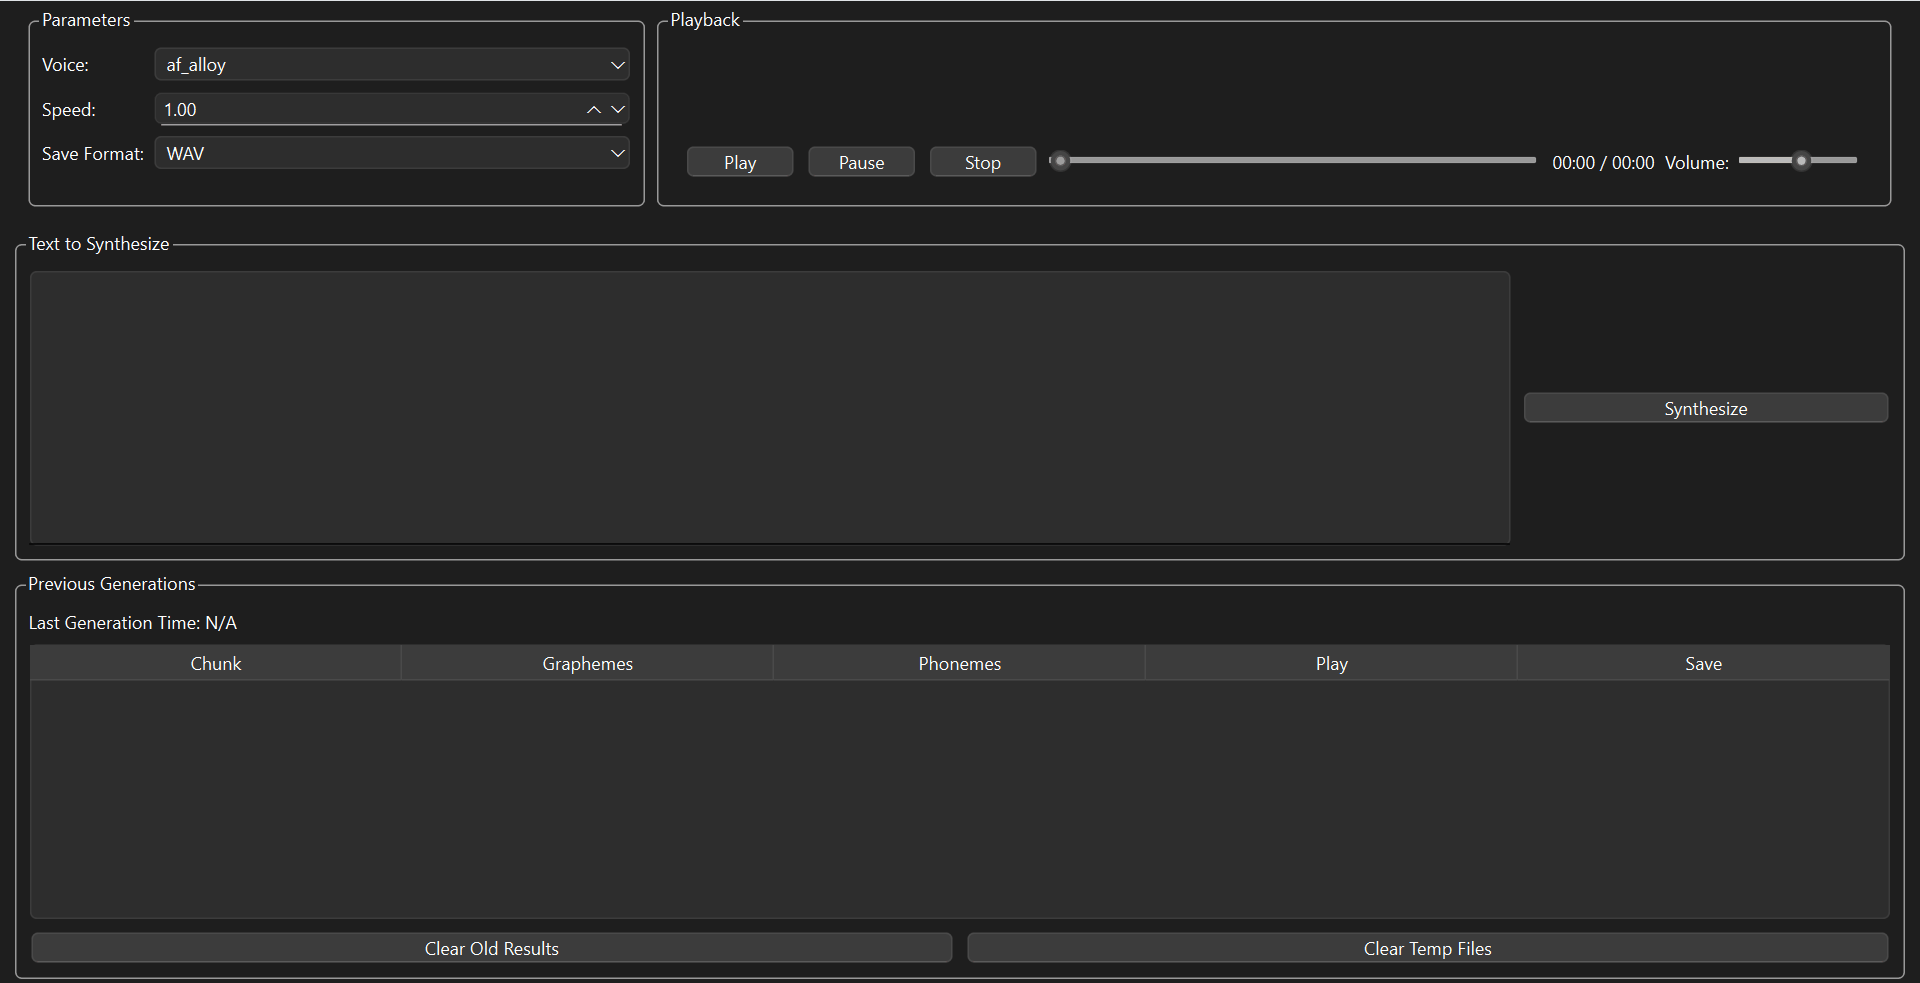 Parameters
Voice: af_alloy
Speed: 1.00
Save Format: WAV
Playback
Play Pause Stop 00:00 / 00:00 Volume:
Text to Synthesize
Synthesize
Previous Generations
Last Generation Time: N/A
Chunk Graphemes Phonemes Play Save
Clear Old Results Clear Temp Files